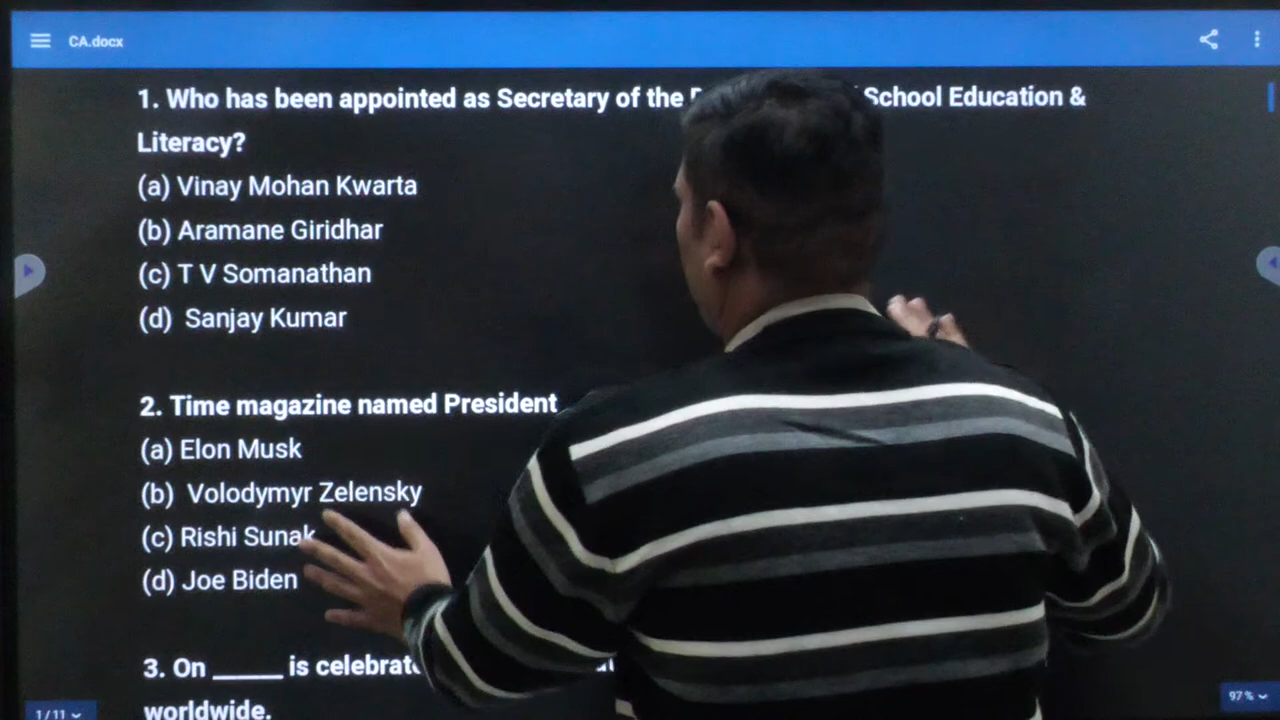 CA.docx
1. Who has been appointed as Secretary of the School Education &
Literacy?
(a) Vinay Mohan Kwarta
(b) Aramane Giridhar
(c) T V Somanathan
(d) Sanjay Kumar
2. Time magazine named President
(a) Elon Musk
(b) Volodymyr Zelensky
(c) Rishi Sunak
(d) Joe Biden
3. On _____ is
worldwide.
1/11
97%